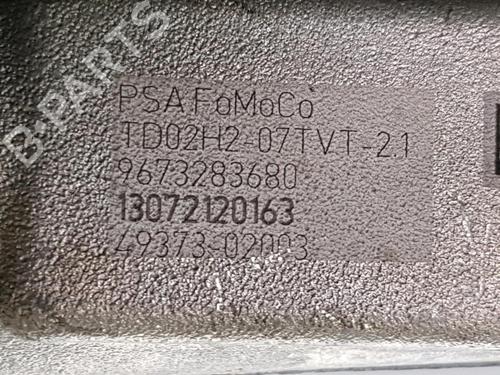 B-PARTS
PSA FoMoCo
TD02H2-07TVT-2.1
9673283680
13072120163
49373-02003